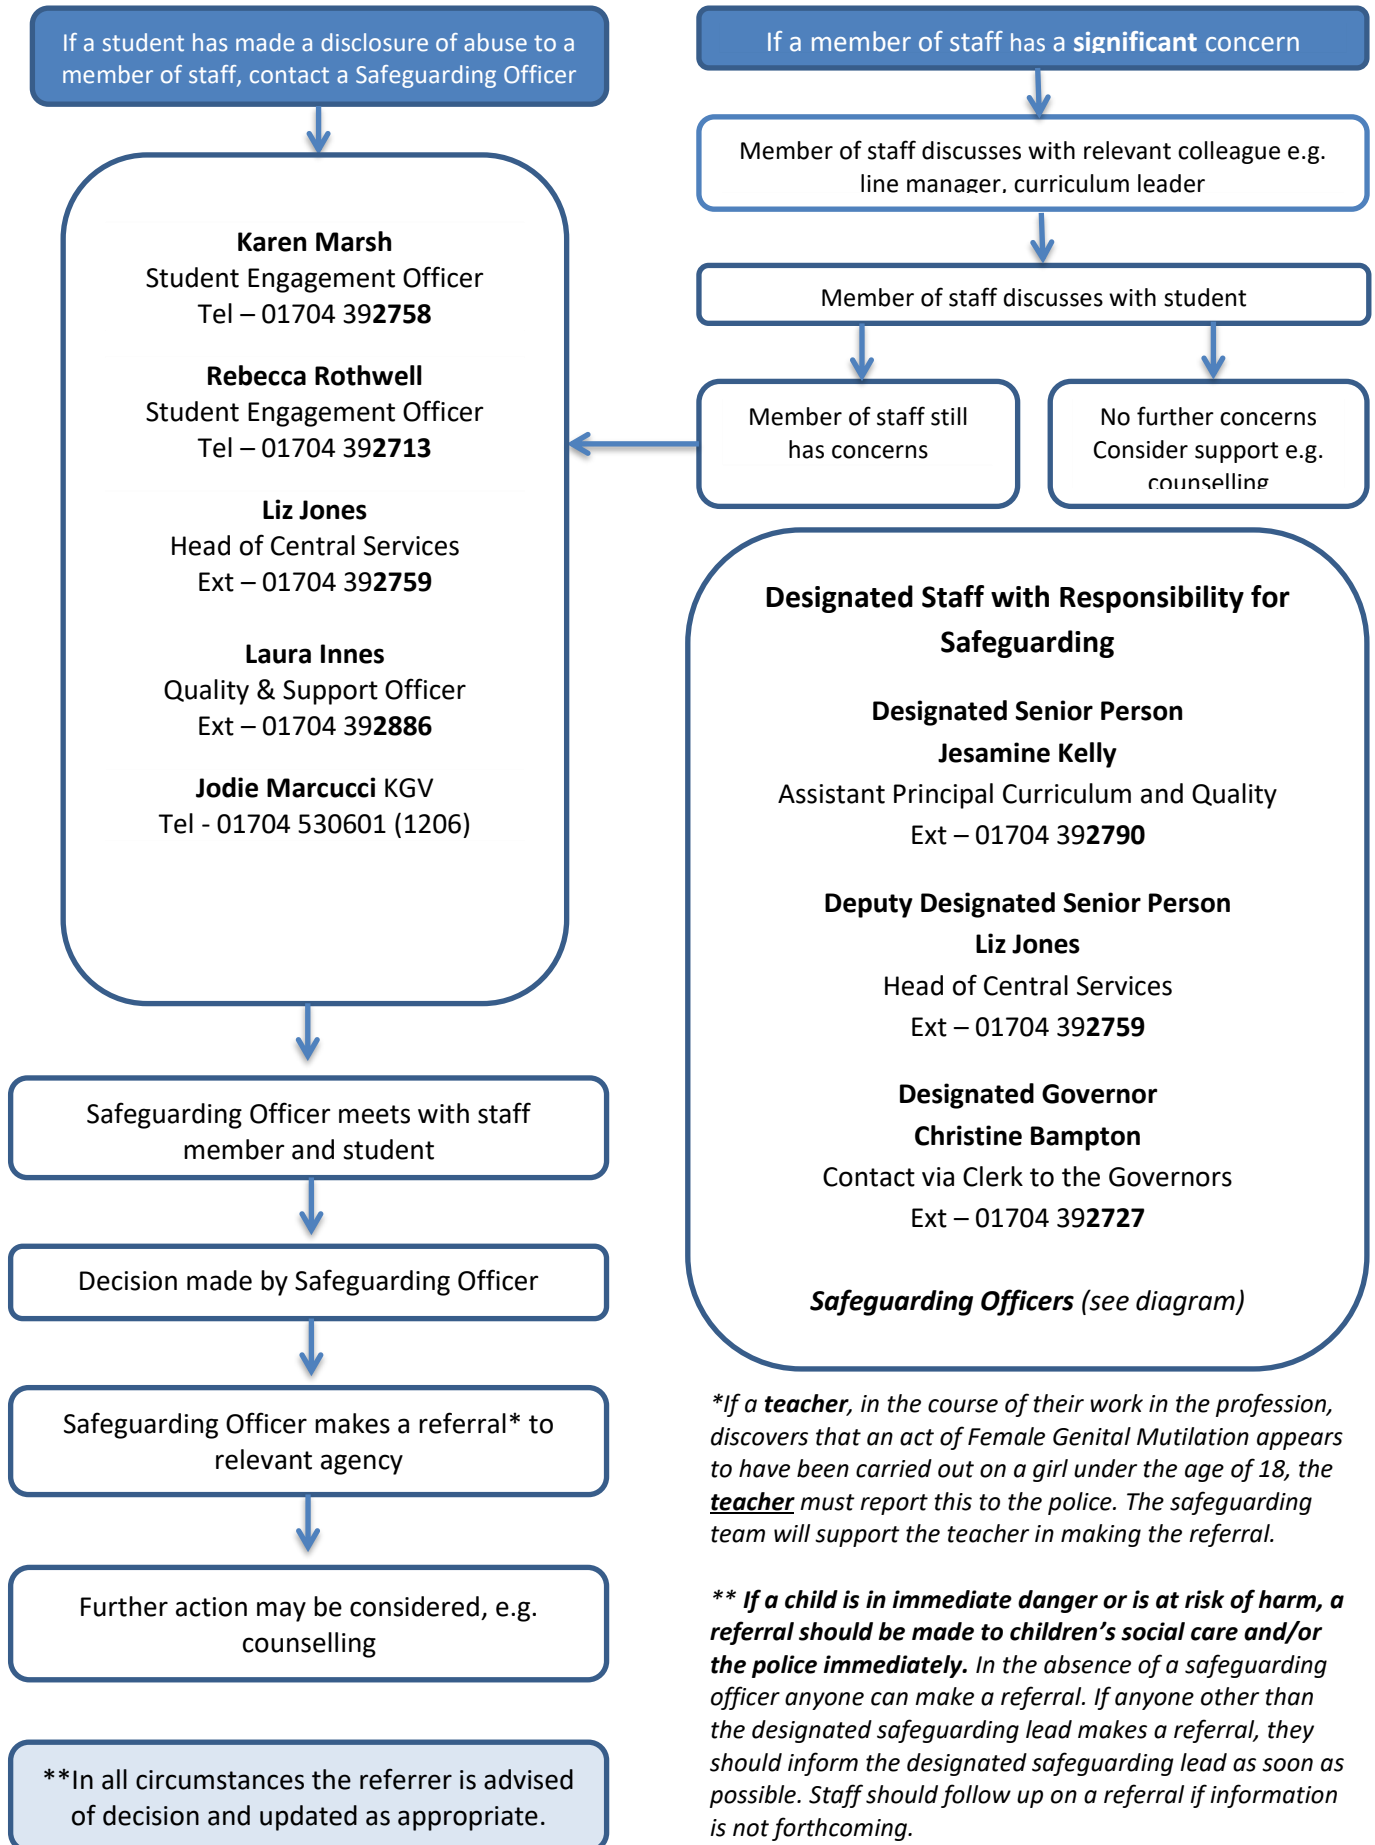 If a student has made a disclosure of abuse to a
member of staff, contact a Safeguarding Officer
Karen Marsh
Student Engagement Officer
Tel – 01704 392758
Rebecca Rothwell
Student Engagement Officer
Tel – 01704 392713
Liz Jones
Head of Central Services
Ext – 01704 392759
Laura Innes
Quality & Support Officer
Ext – 01704 392886
Jodie Marcucci KGV
Tel - 01704 530601 (1206)
Safeguarding Officer meets with staff
member and student
Decision made by Safeguarding Officer
Safeguarding Officer makes a referral* to
relevant agency
Further action may be considered, e.g.
counselling
**In all circumstances the referrer is advised
of decision and updated as appropriate.
If a member of staff has a significant concern
Member of staff discusses with relevant colleague e.g.
line manager, curriculum leader
Member of staff discusses with student
Member of staff still
has concerns
No further concerns
Consider support e.g.
counselling
Designated Staff with Responsibility for
Safeguarding
Designated Senior Person
Jesamine Kelly
Assistant Principal Curriculum and Quality
Ext – 01704 392790
Deputy Designated Senior Person
Liz Jones
Head of Central Services
Ext – 01704 392759
Designated Governor
Christine Bampton
Contact via Clerk to the Governors
Ext – 01704 392727
Safeguarding Officers (see diagram)
*If a teacher, in the course of their work in the profession,
discovers that an act of Female Genital Mutilation appears
to have been carried out on a girl under the age of 18, the
teacher must report this to the police. The safeguarding
team will support the teacher in making the referral.
** If a child is in immediate danger or is at risk of harm, a
referral should be made to children’s social care and/or
the police immediately. In the absence of a safeguarding
officer anyone can make a referral. If anyone other than
the designated safeguarding lead makes a referral, they
should inform the designated safeguarding lead as soon as
possible. Staff should follow up on a referral if information
is not forthcoming.